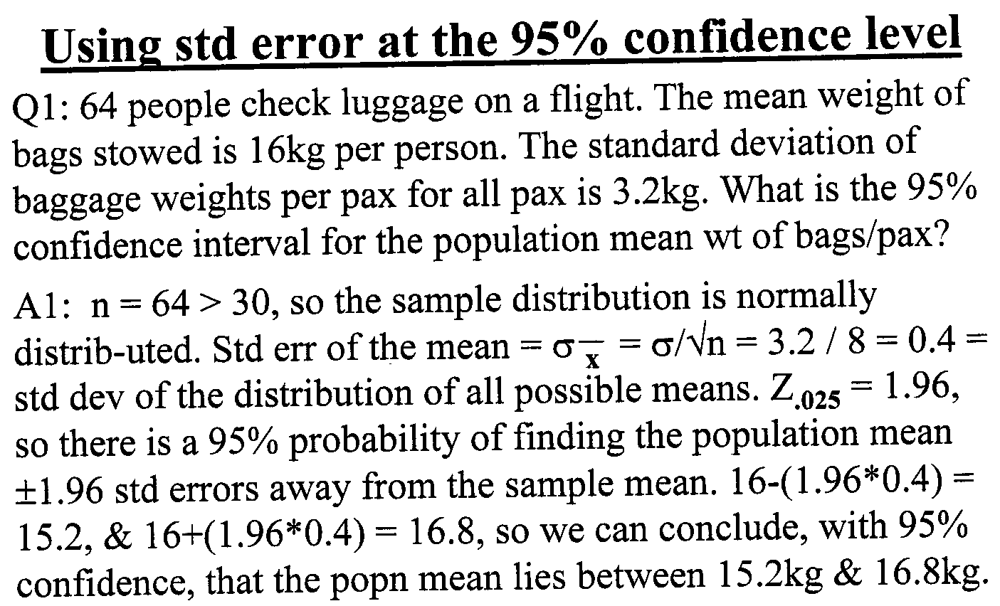 Using std error at the 95% confidence level
Q1: 64 people check luggage on a flight. The mean weight of
bags stowed is 16kg per person. The standard deviation of
baggage weights per pax for all pax is 3.2kg. What is the 95%
confidence interval for the population mean wt of bags/pax?
A1: n = 64 > 30, so the sample distribution is normally
distrib-uted. Std err of the mean = σx̄ = σ/√n = 3.2 / 8 = 0.4 =
std dev of the distribution of all possible means. Z.025 = 1.96,
so there is a 95% probability of finding the population mean
±1.96 std errors away from the sample mean. 16-(1.96*0.4) =
15.2, & 16+(1.96*0.4) = 16.8, so we can conclude, with 95%
confidence, that the popn mean lies between 15.2kg & 16.8kg.